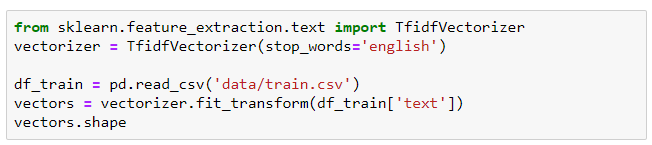 from sklearn.feature_extraction.text import TfidfVectorizer
vectorizer = TfidfVectorizer(stop_words='english')

df_train = pd.read_csv('data/train.csv')
vectors = vectorizer.fit_transform(df_train['text'])
vectors.shape